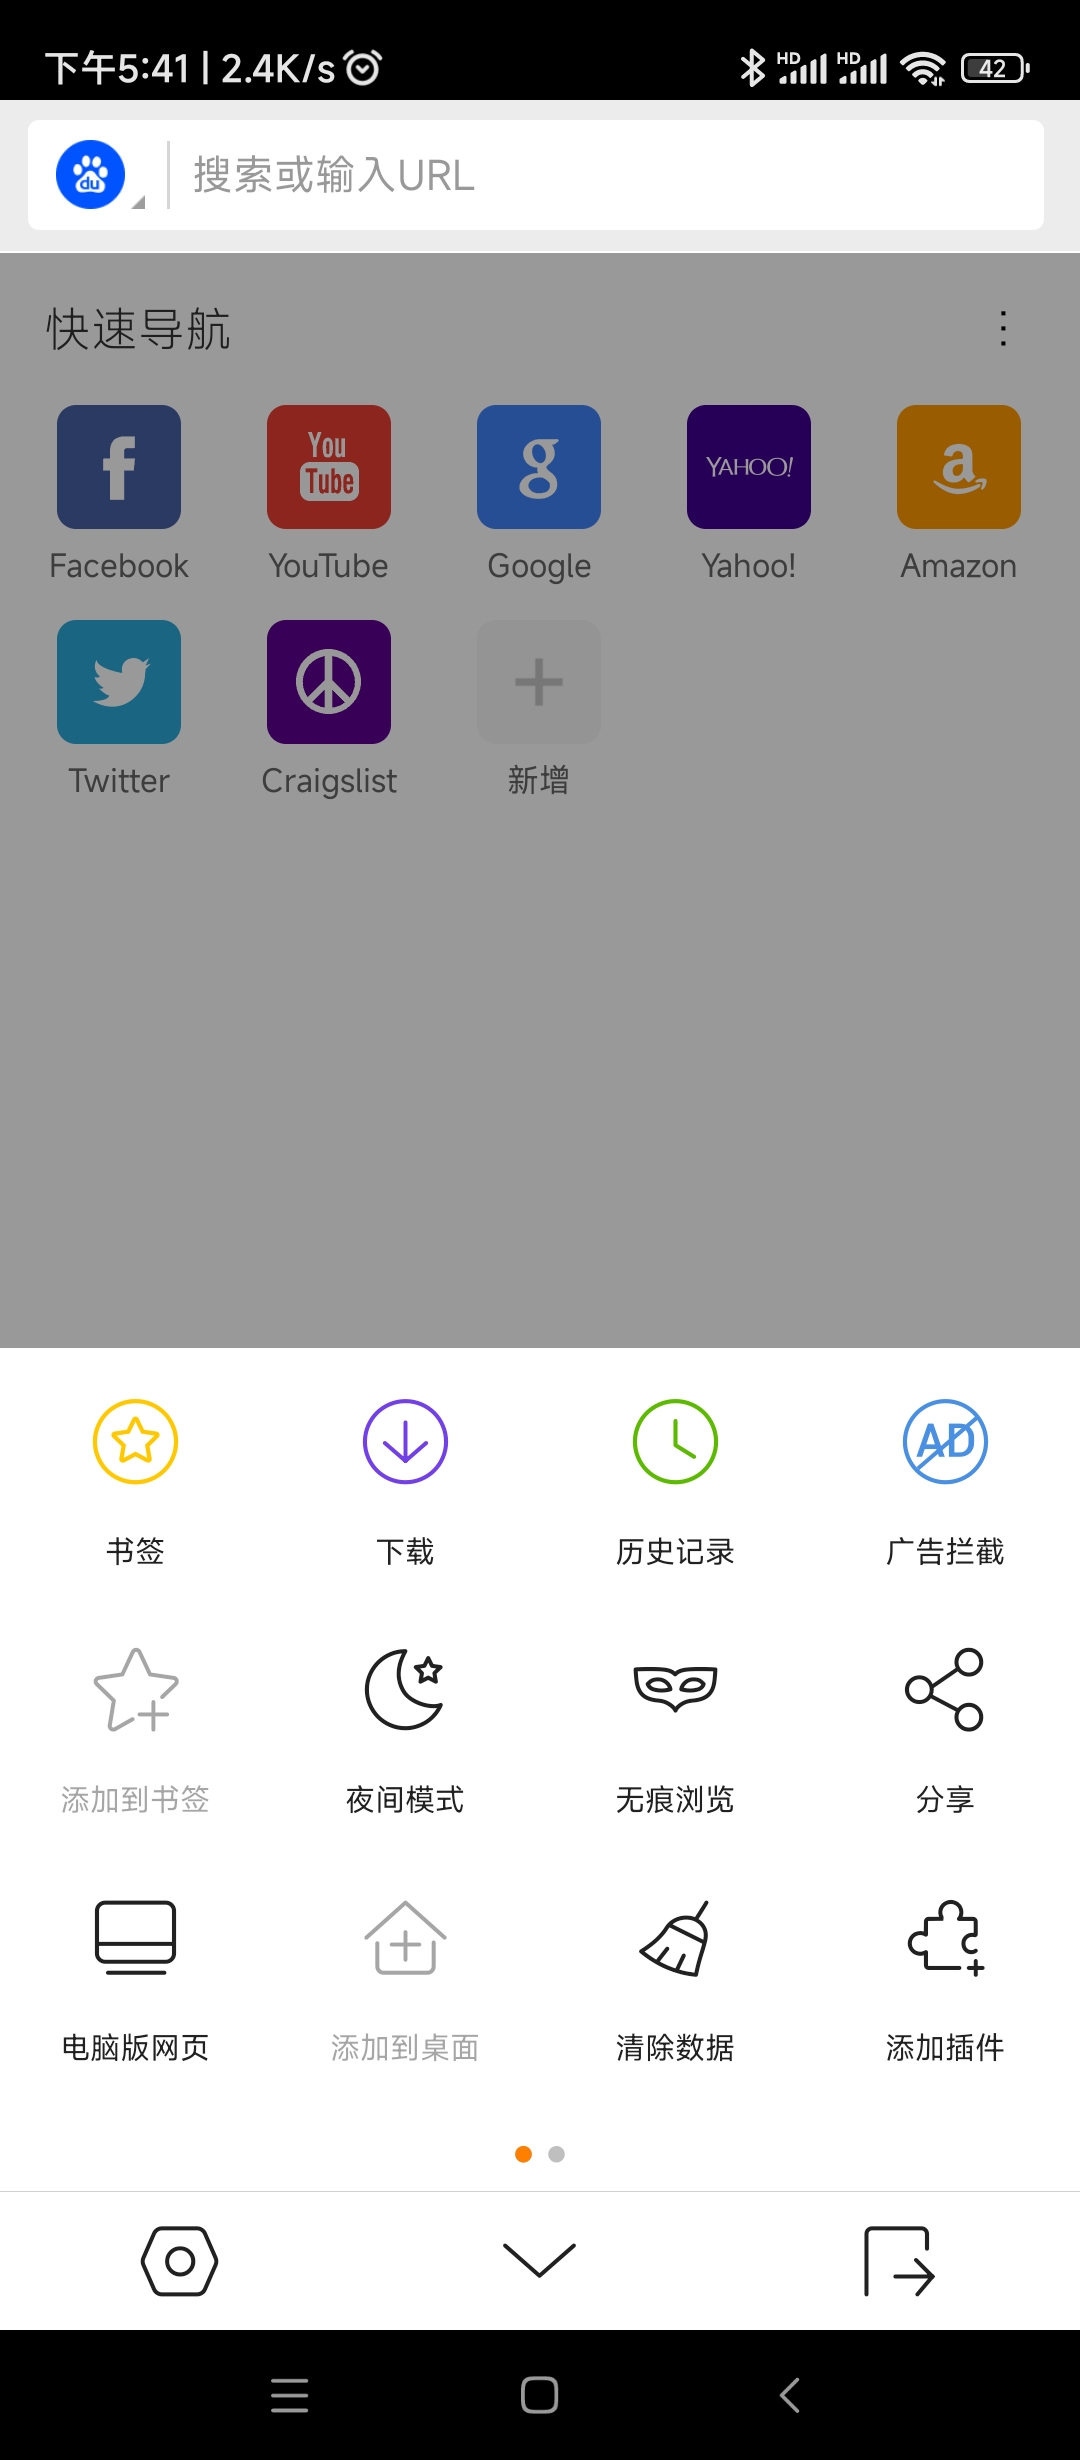 下午5:41 | 2.4K/s
HD HD 42
du 搜索或输入URL
快速导航
f You Tube g YAHOO! a
Facebook YouTube Google Yahoo! Amazon
Twitter Craigslist 新增
AD
书签 下载 历史记录 广告拦截
添加到书签 夜间模式 无痕浏览 分享
电脑版网页 添加到桌面 清除数据 添加插件